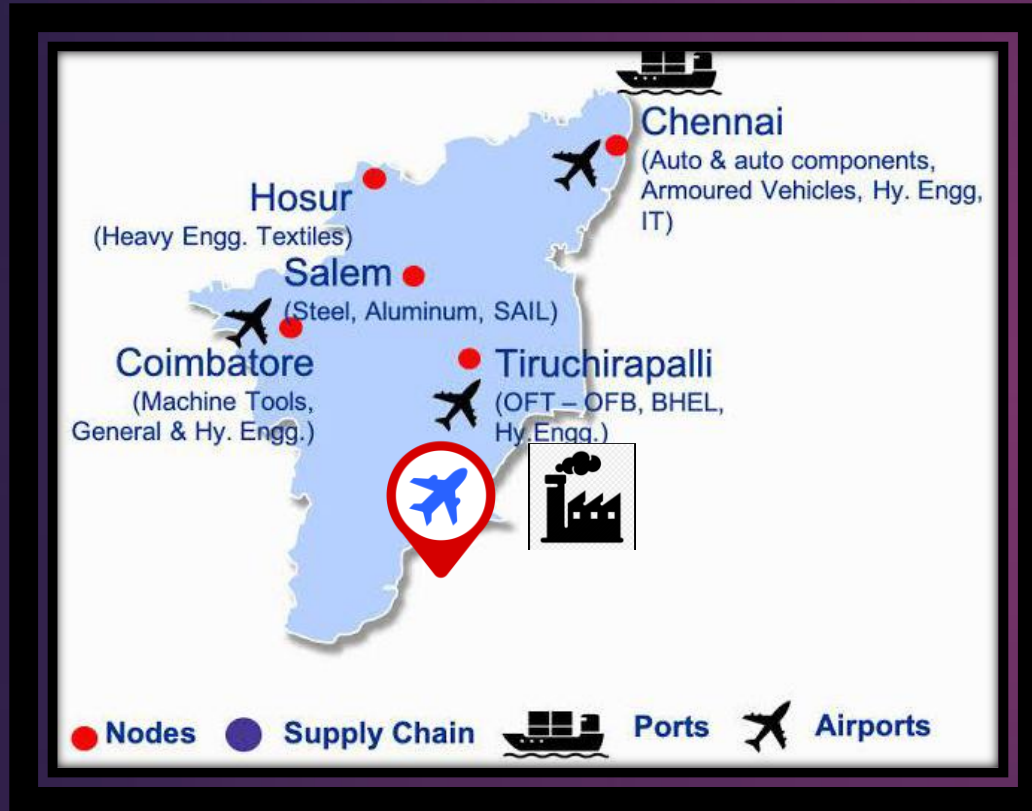 Chennai
(Auto & auto components,
Armoured Vehicles, Hy. Engg,
IT)
Hosur
(Heavy Engg. Textiles)
Salem
(Steel, Aluminum, SAIL)
Coimbatore
(Machine Tools,
General & Hy. Engg.)
Tiruchirapalli
(OFT – OFB, BHEL,
Hy.Engg.)
Nodes Supply Chain Ports Airports